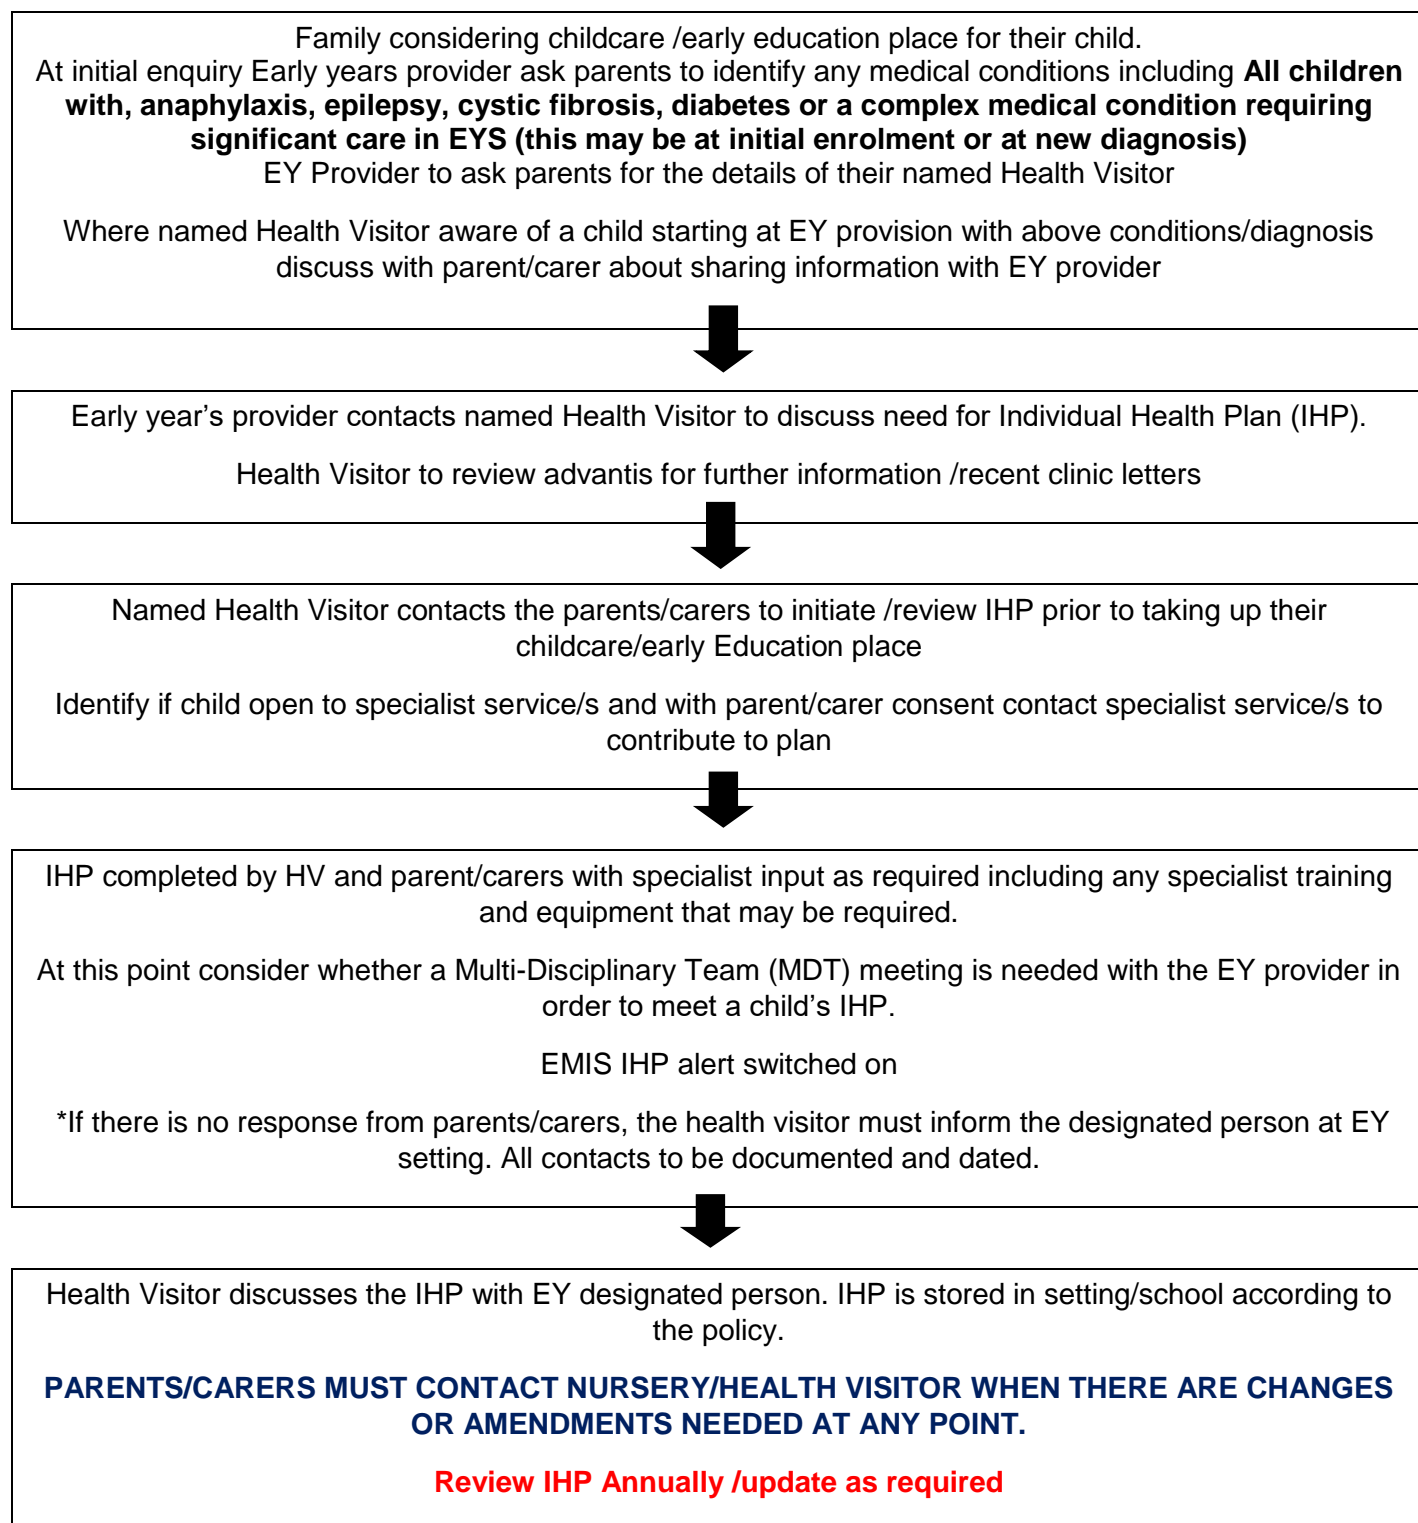 Family considering childcare /early education place for their child.
At initial enquiry Early years provider ask parents to identify any medical conditions including All children
with, anaphylaxis, epilepsy, cystic fibrosis, diabetes or a complex medical condition requiring
significant care in EYS (this may be at initial enrolment or at new diagnosis)
EY Provider to ask parents for the details of their named Health Visitor
Where named Health Visitor aware of a child starting at EY provision with above conditions/diagnosis
discuss with parent/carer about sharing information with EY provider
Early year’s provider contacts named Health Visitor to discuss need for Individual Health Plan (IHP).
Health Visitor to review advantis for further information /recent clinic letters
Named Health Visitor contacts the parents/carers to initiate /review IHP prior to taking up their
childcare/early Education place
Identify if child open to specialist service/s and with parent/carer consent contact specialist service/s to
contribute to plan
IHP completed by HV and parent/carers with specialist input as required including any specialist training
and equipment that may be required.
At this point consider whether a Multi-Disciplinary Team (MDT) meeting is needed with the EY provider in
order to meet a child’s IHP.
EMIS IHP alert switched on
*If there is no response from parents/carers, the health visitor must inform the designated person at EY
setting. All contacts to be documented and dated.
Health Visitor discusses the IHP with EY designated person. IHP is stored in setting/school according to
the policy.
PARENTS/CARERS MUST CONTACT NURSERY/HEALTH VISITOR WHEN THERE ARE CHANGES
OR AMENDMENTS NEEDED AT ANY POINT.
Review IHP Annually /update as required